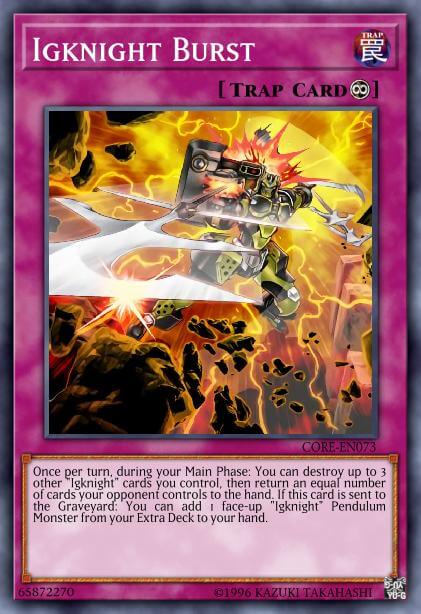 Igknight Burst
TRAP
罠
[Trap Card]
CORE-EN073
Once per turn, during your Main Phase: You can destroy up to 3
other "Igknight" cards you control, then return an equal number
of cards your opponent controls to the hand. If this card is sent to
the Graveyard: You can add 1 face-up "Igknight" Pendulum
Monster from your Extra Deck to your hand.
65872270
©1996 KAZUKI TAKAHASHI